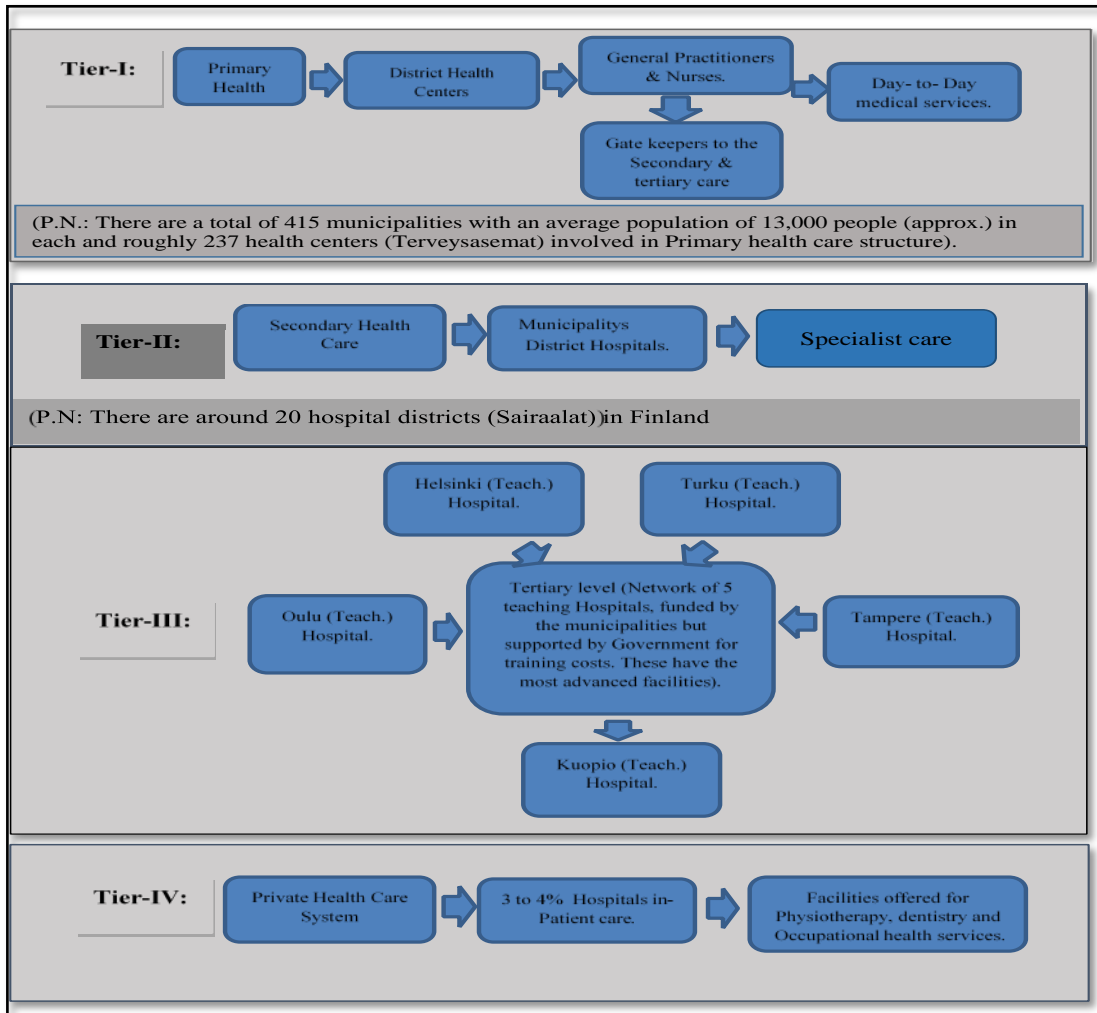 Tier-I:
Primary
Health
District Health
Centers
General Practitioners
& Nurses.
Day- to- Day
medical services.
Gate keepers to the
Secondary &
tertiary care
(P.N.: There are a total of 415 municipalities with an average population of 13,000 people (approx.) in
each and roughly 237 health centers (Terveysasemat) involved in Primary health care structure).
Tier-II:
Secondary Health
Care
Municipalitys
District Hospitals.
Specialist care
(P.N: There are around 20 hospital districts (Sairaalat))in Finland
Helsinki (Teach.)
Hospital.
Turku (Teach.)
Hospital.
Tier-III:
Oulu (Teach.)
Hospital.
Tertiary level (Network of 5
teaching Hospitals, funded by
the municipalities but
supported by Government for
training costs. These have the
most advanced facilities).
Tampere (Teach.)
Hospital.
Kuopio (Teach.)
Hospital.
Tier-IV:
Private Health Care
System
3 to 4% Hospitals in-
Patient care.
Facilities offered for
Physiotherapy, dentistry and
Occupational health services.